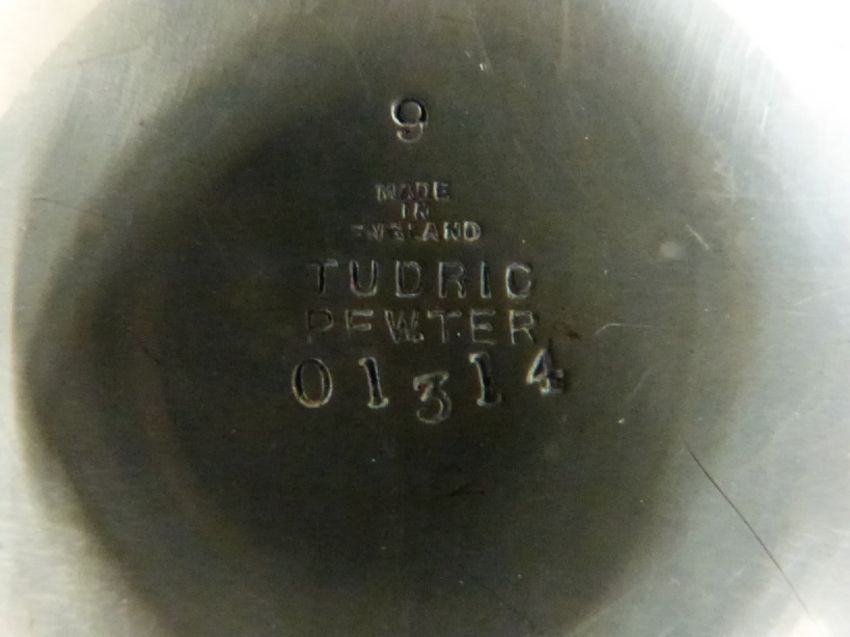 9
MADE
IN
ENGLAND
TUDRIC
PEWTER
01314